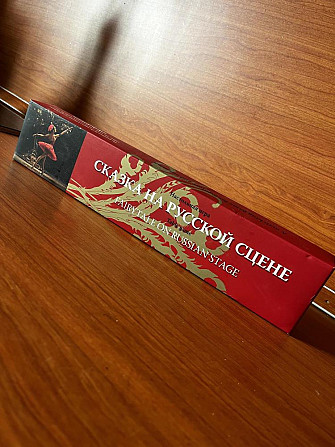 СКАЗКА НА РУССКОЙ СЦЕНЕ
FAIRY TALE ON RUSSIAN STAGE